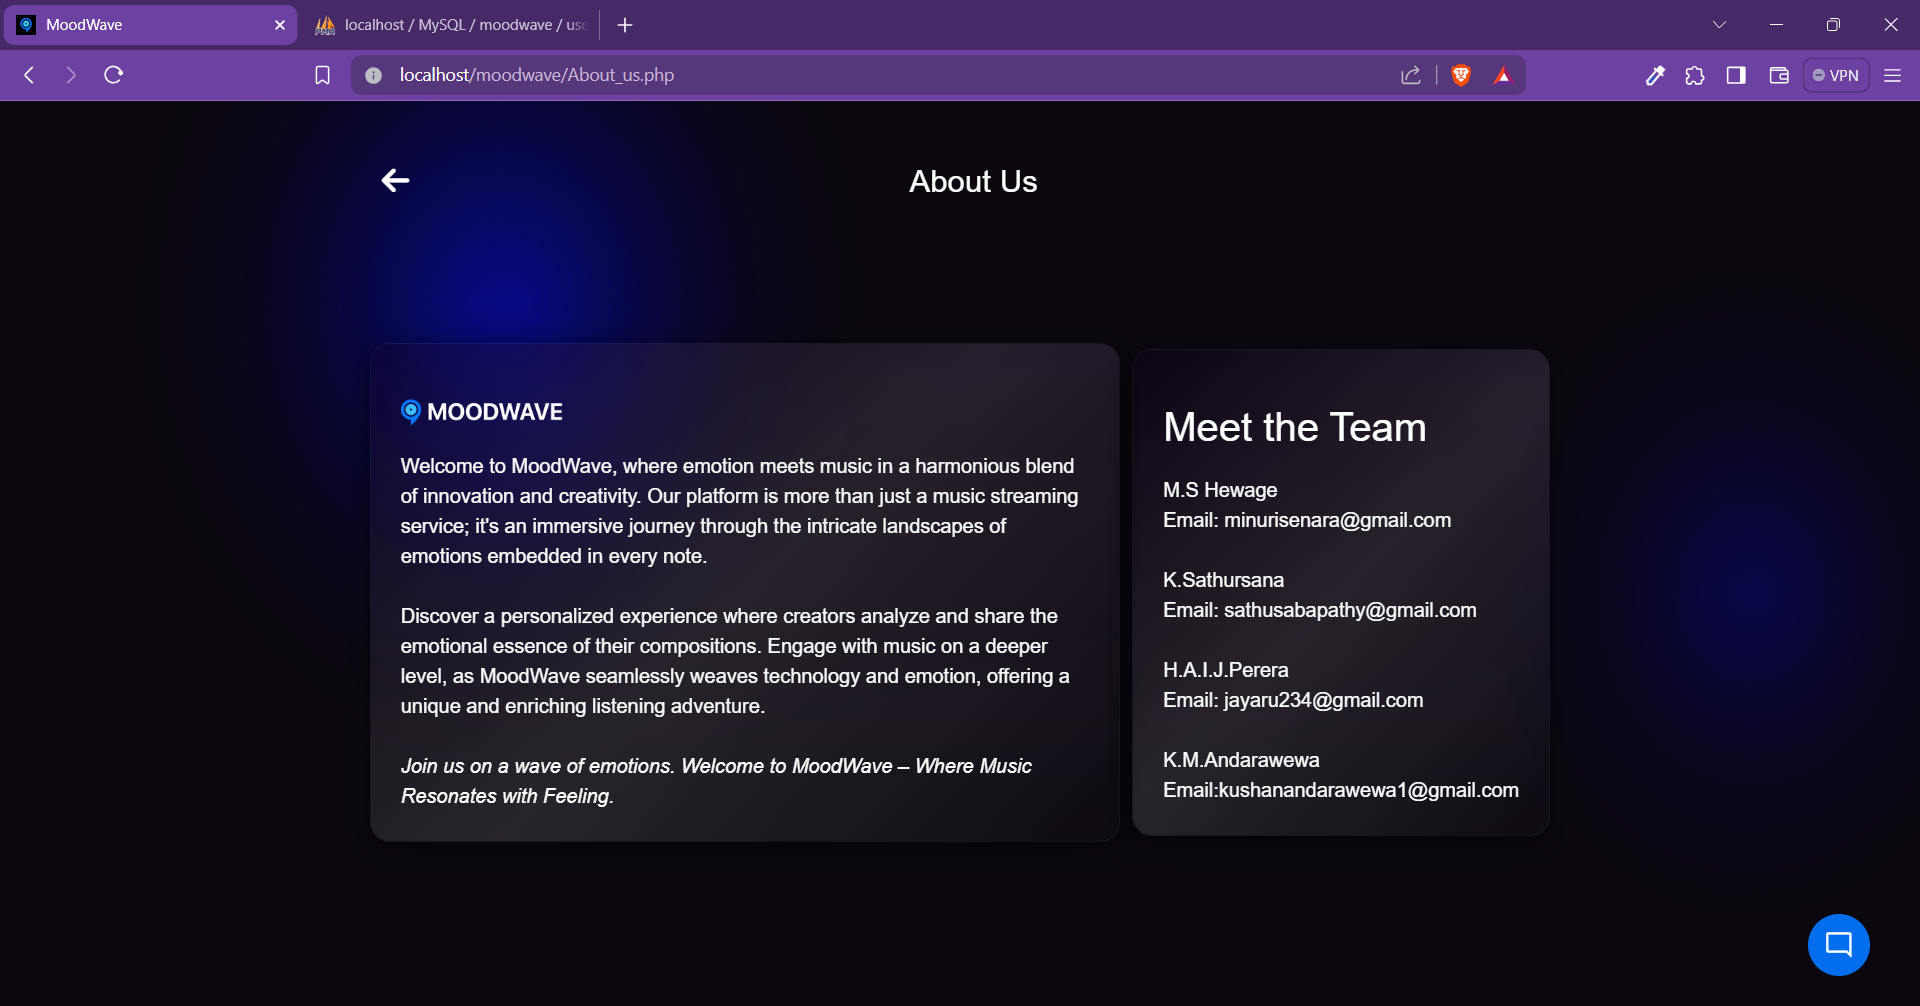 MoodWave
localhost / MySQL / moodwave / use
localhost/moodwave/About_us.php
VPN
About Us
MOODWAVE
Welcome to MoodWave, where emotion meets music in a harmonious blend
of innovation and creativity. Our platform is more than just a music streaming
service; it's an immersive journey through the intricate landscapes of
emotions embedded in every note.
Discover a personalized experience where creators analyze and share the
emotional essence of their compositions. Engage with music on a deeper
level, as MoodWave seamlessly weaves technology and emotion, offering a
unique and enriching listening adventure.
Join us on a wave of emotions. Welcome to MoodWave – Where Music
Resonates with Feeling.
Meet the Team
M.S Hewage
Email: minurisenara@gmail.com
K.Sathursana
Email: sathusabapathy@gmail.com
H.A.I.J.Perera
Email: jayaru234@gmail.com
K.M.Andarawewa
Email:kushanandarawewa1@gmail.com